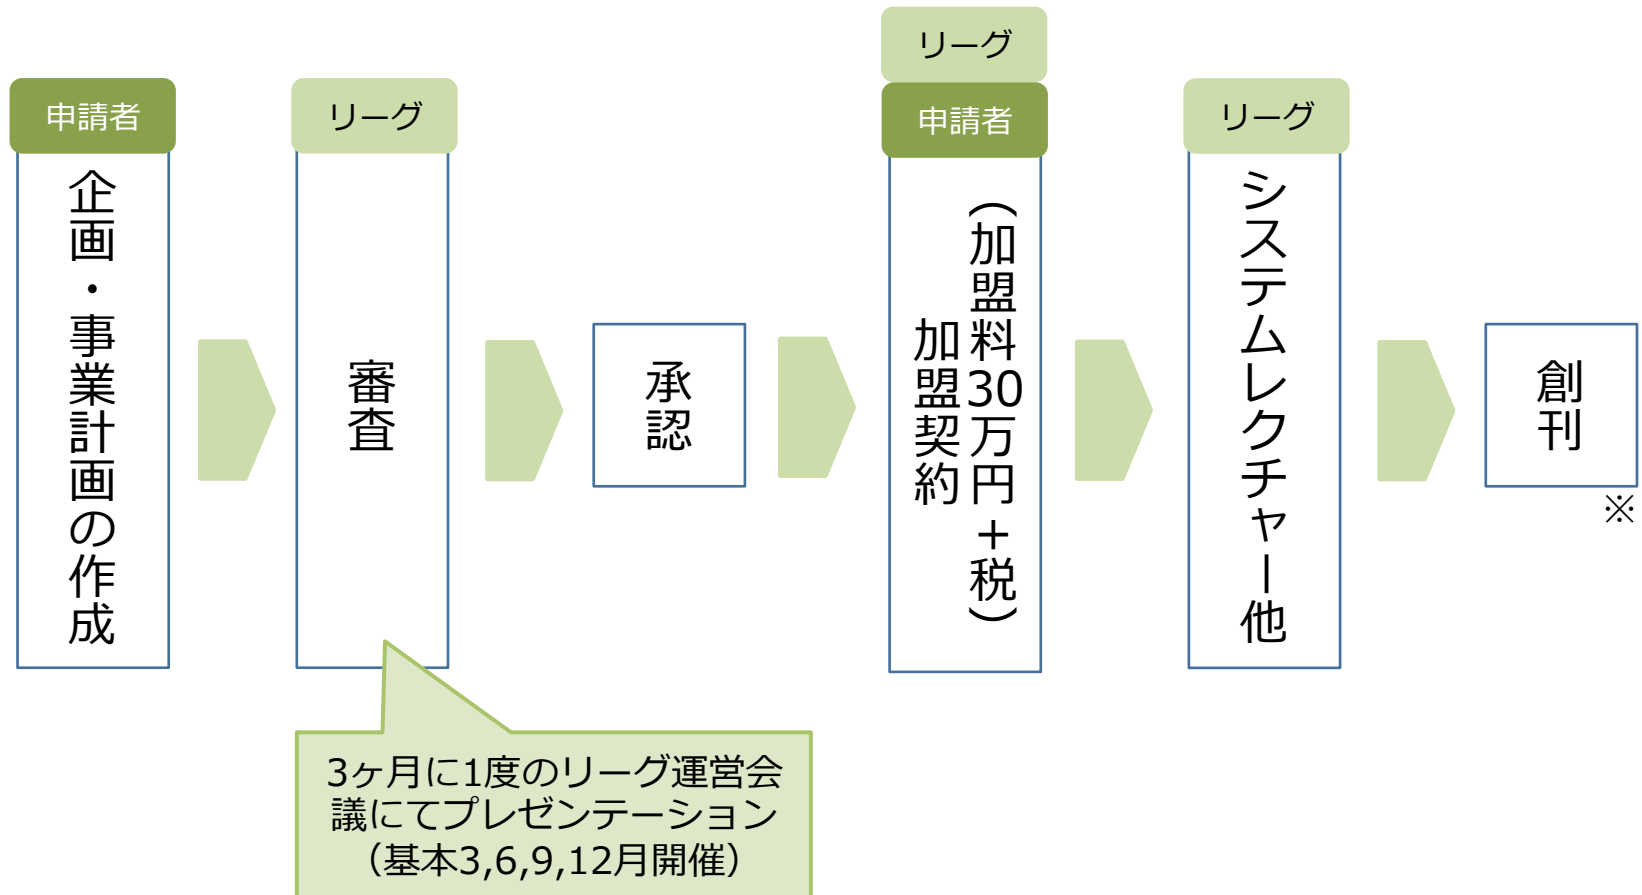 申請者
企画・事業計画の作成
リーグ
審査
3ヶ月に1度のリーグ運営会
議にてプレゼンテーション
（基本3,6,9,12月開催）
承認
リーグ
申請者
（加盟料30万円＋税）
加盟契約
リーグ
システムレクチャー他
創刊
※